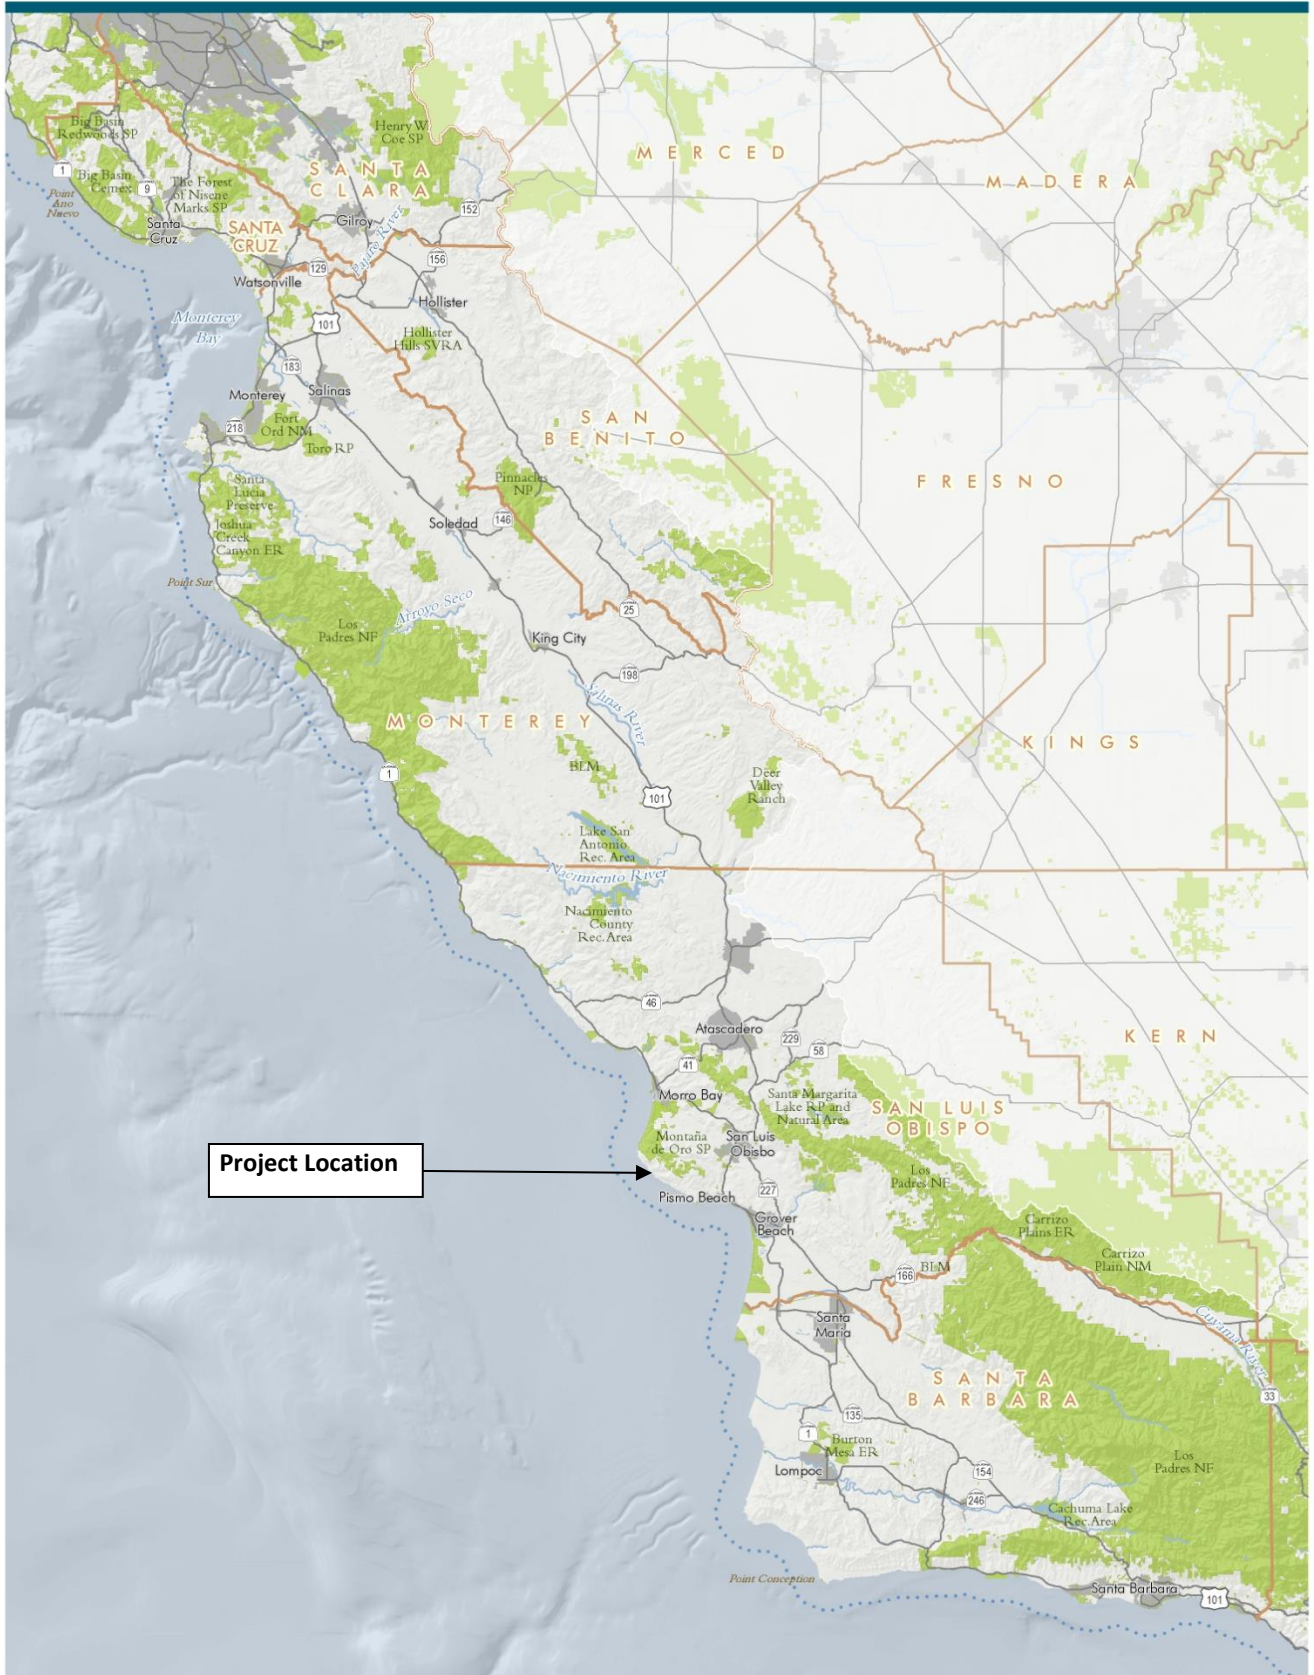 Big Basin
Redwoods SP
Henry W
Coe SP
MERCED
MADERA
SANTA
CLARA
1
Big Basin
Cemex
9
The Forest
of Nisene
Marks SP
Point
Ano
Nuevo
152
Santa
Cruz
SANTA
CRUZ
Gilroy
Pajaro River
156
129
Watsonville
Hollister
Monterey
Bay
101
Hollister
Hills SVRA
183
Monterey
Salinas
218
Fort
Ord NM
Toro RP
SAN
BENITO
FRESNO
Pinnacles
NP
Santa
Lucia
Preserve
Soledad
146
Joshua
Creek
Canyon ER
Point Sur
Arroyo Seco
25
Los
Padres NF
King City
198
Salinas River
MONTEREY
KINGS
1
BLM
Deer
Valley
Ranch
101
Lake San
Antonio
Rec. Area
Nacimiento River
Nacimiento
County
Rec. Area
46
Atascadero
229
58
KERN
41
Morro Bay
Santa Margarita
Lake RP and
Natural Area
SAN LUIS
OBISPO
Montaña
de Oro SP
San Luis
Obisbo
Project Location
Los
Padres NF
Pismo Beach
227
Grover
Beach
Carrizo
Plains ER
Carrizo
Plain NM
166
BLM
Santa
Maria
Cuyama River
SANTA
BARBARA
33
135
1
Burton
Mesa ER
Los
Padres NF
Lompoc
154
246
Cachuma Lake
Rec. Area
Point Conception
Santa Barbara
101